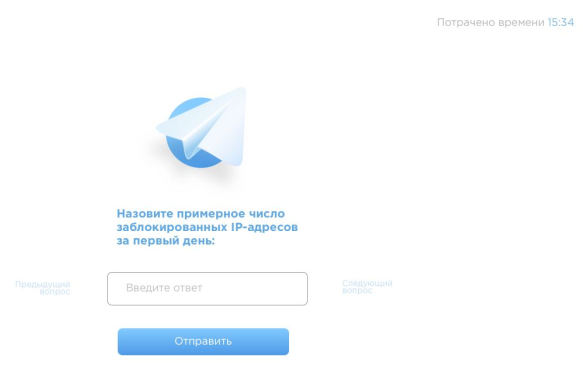 Потрачено времени 15:34
Назовите примерное число
заблокированных IP-адресов
за первый день:
Предыдущий
вопрос
Введите ответ
Следующий
вопрос
Отправить